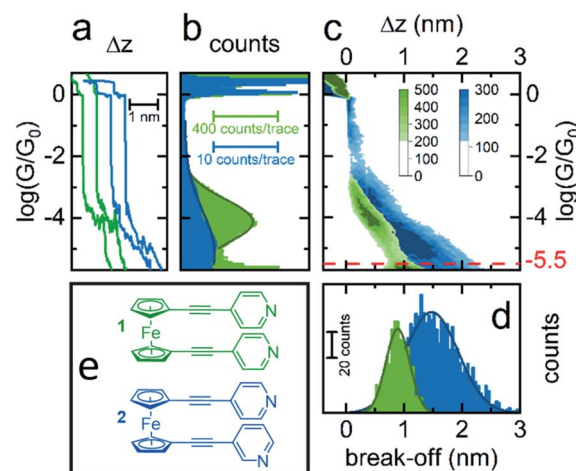 a b c
Δz counts Δz (nm)
0 1 2 3
1 nm
400 counts/trace
10 counts/trace
500 300
400 200
300 100
200 0
100
0
log(G/G₀)
0
-2
-4
0
-2
-4
log(G/G₀)
-5.5
e
1
Fe
N
N
2
Fe
N
N
d
20 counts
counts
0 1 2 3
break-off (nm)